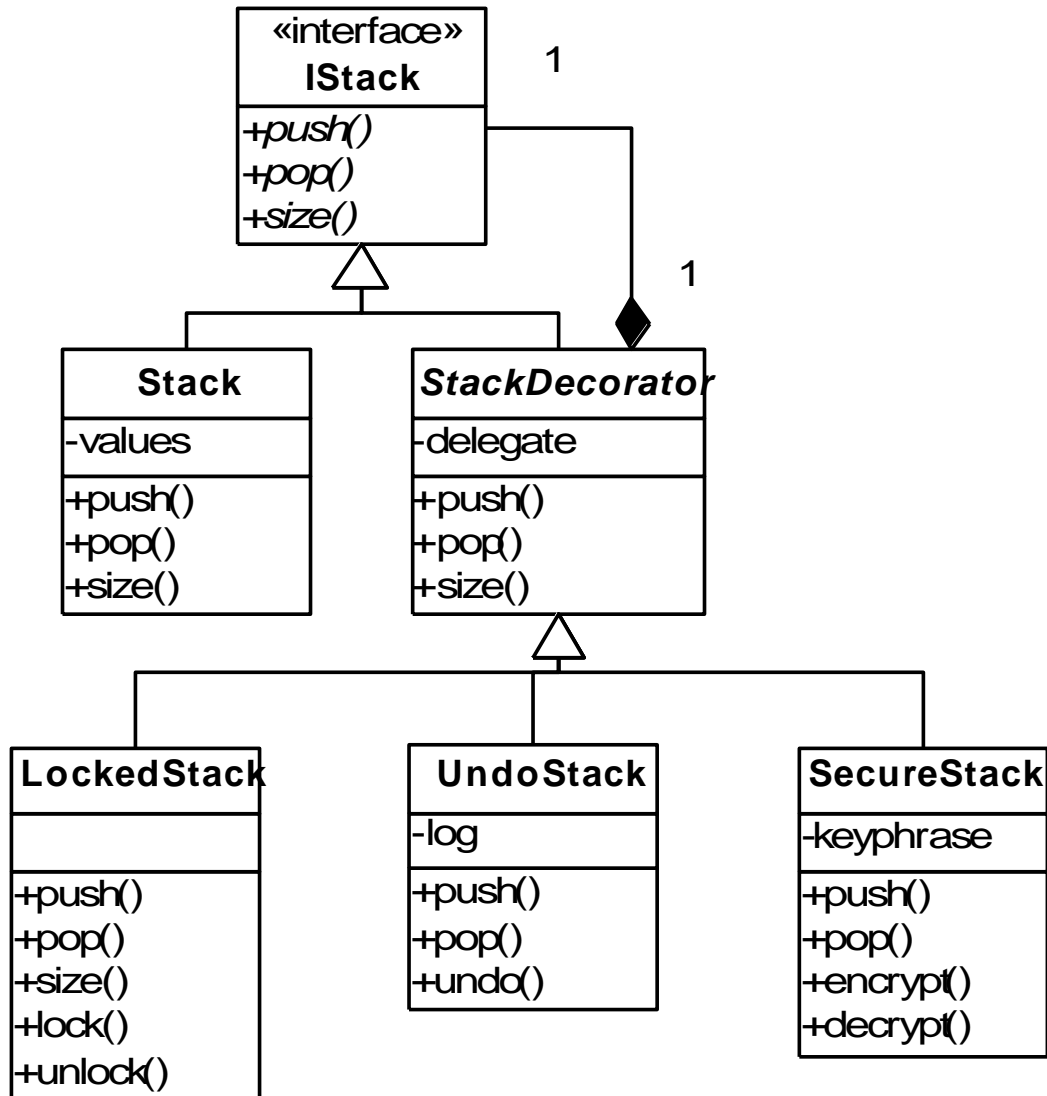 «interface»
IStack
1
+push()
+pop()
+size()
1
Stack
-values
+push()
+pop()
+size()
StackDecorator
-delegate
+push()
+pop()
+size()
LockedStack
+push()
+pop()
+size()
+lock()
+unlock()
UndoStack
-log
+push()
+pop()
+undo()
SecureStack
-keyphrase
+push()
+pop()
+encrypt()
+decrypt()